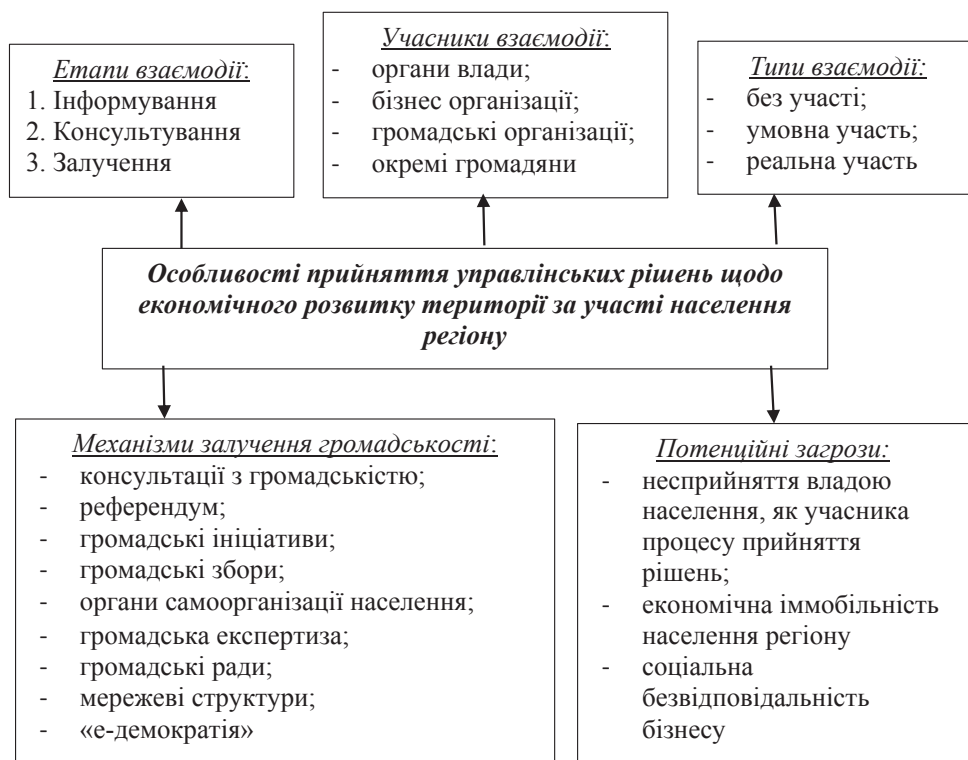 Етапи взаємодії:
1. Інформування
2. Консультування
3. Залучення
Учасники взаємодії:
- органи влади;
- бізнес організації;
- громадські організації;
- окремі громадяни
Типи взаємодії:
- без участі;
- умовна участь;
- реальна участь
Особливості прийняття управлінських рішень щодо
економічного розвитку території за участі населення
регіону
Механізми залучення громадськості:
- консультації з громадськістю;
- референдум;
- громадські ініціативи;
- громадські збори;
- органи самоорганізації населення;
- громадська експертиза;
- громадські ради;
- мережеві структури;
- «е-демократія»
Потенційні загрози:
- несприйняття владою
населення, як учасника
процесу прийняття
рішень;
- економічна іммобільність
населення регіону
- соціальна
безвідповідальність
бізнесу